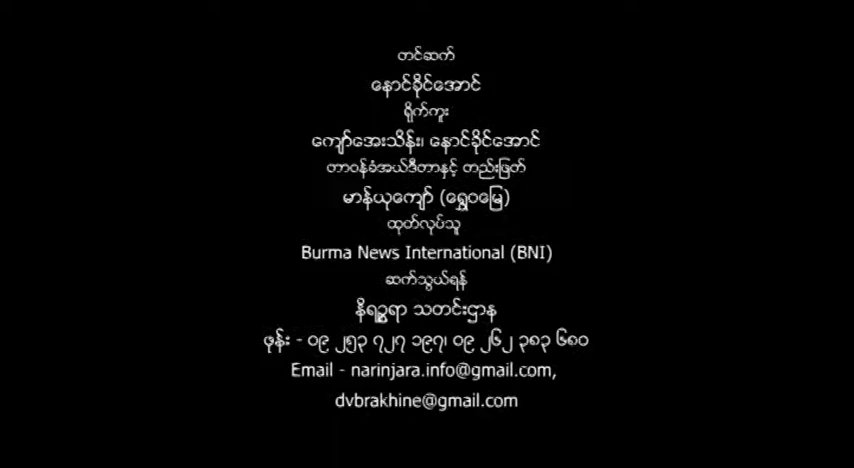 တင်ဆက်
နောင်ခိုင်အောင်
ရိုက်ကူး
ကျော်အေးသိန်း၊ နောင်ခိုင်အောင်
တာဝန်ခံအယ်ဒီတာနှင့် တည်းဖြတ်
မာန်ယုကျော် (ရွှေဝမြေ)
ထုတ်လုပ်သူ
Burma News International (BNI)
ဆက်သွယ်ရန်
နိရဉ္စရာ သတင်းဌာန
ဖုန်း - ၀၉ ၂၅၃ ၇၂၇ ၁၉၇၊ ၀၉ ၂၆၂ ၃၈၃ ၆၈၀
Email - narinjara.info@gmail.com,
dvbrakhine@gmail.com